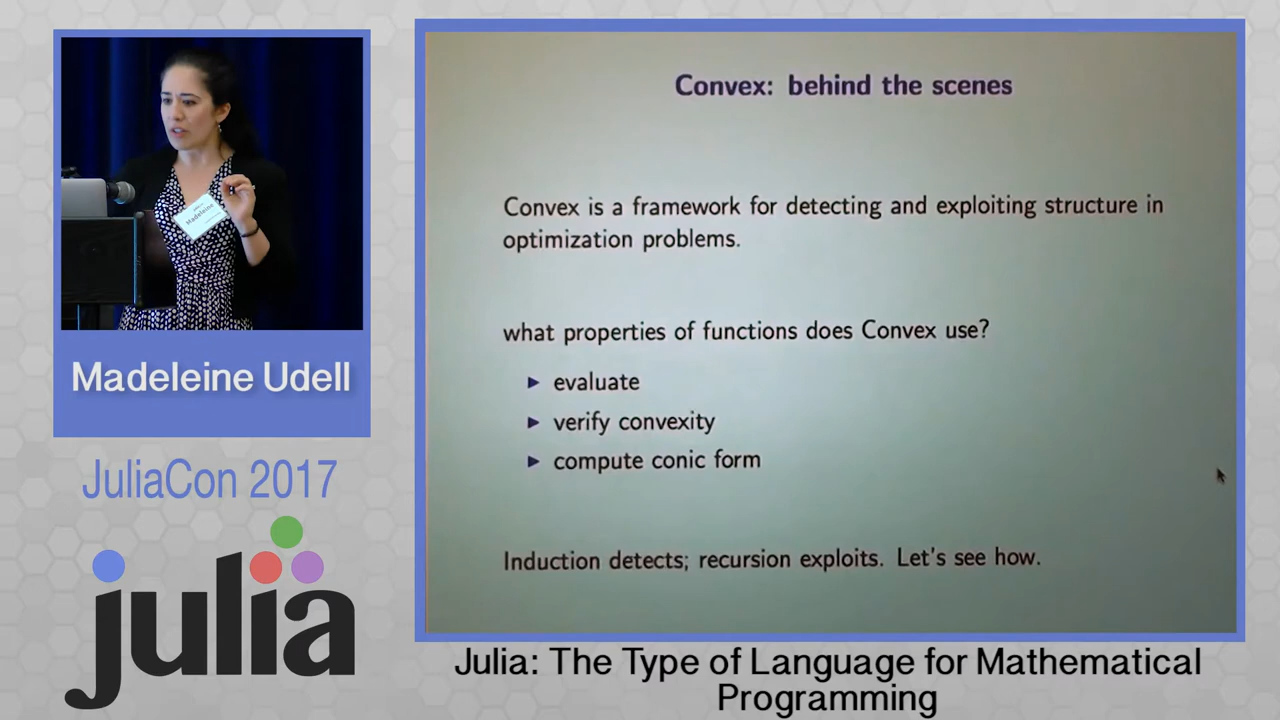 Madeleine
Madeleine Udell
JuliaCon 2017
julia
Convex: behind the scenes
Convex is a framework for detecting and exploiting structure in
optimization problems.
what properties of functions does Convex use?
evaluate
verify convexity
compute conic form
Induction detects; recursion exploits. Let's see how.
Julia: The Type of Language for Mathematical
Programming